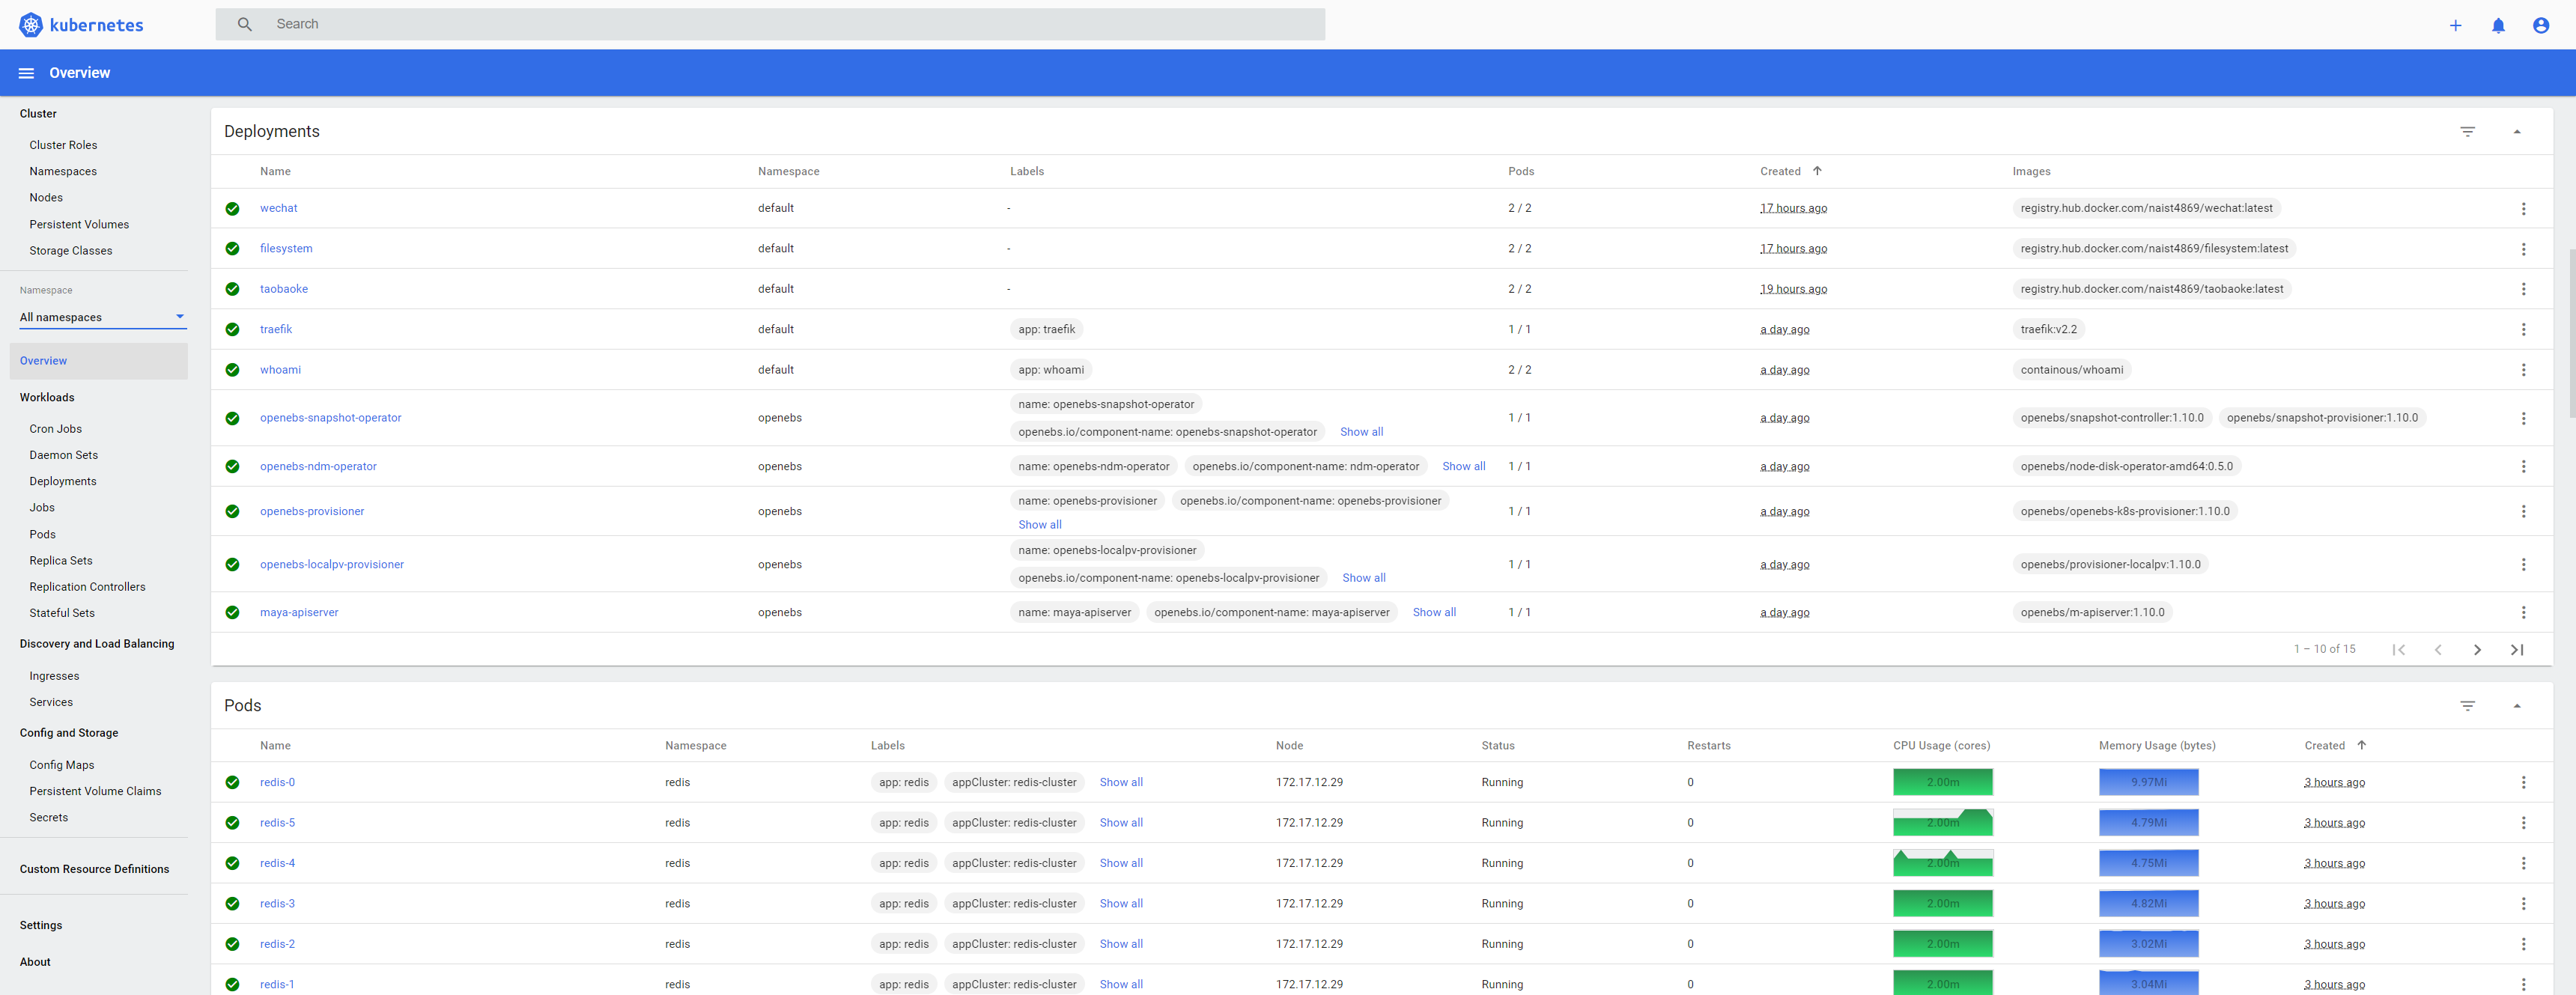 kubernetes
Search
Overview
Cluster
Cluster Roles
Namespaces
Nodes
Persistent Volumes
Storage Classes
Namespace
All namespaces
Overview
Workloads
Cron Jobs
Daemon Sets
Deployments
Jobs
Pods
Replica Sets
Replication Controllers
Stateful Sets
Discovery and Load Balancing
Ingresses
Services
Config and Storage
Config Maps
Persistent Volume Claims
Secrets
Custom Resource Definitions
Settings
About
Deployments
Name Namespace Labels Pods Created Images
wechat default - 2 / 2 17 hours ago registry.hub.docker.com/naist4869/wechat:latest
filesystem default - 2 / 2 17 hours ago registry.hub.docker.com/naist4869/filesystem:latest
taobaoke default - 2 / 2 19 hours ago registry.hub.docker.com/naist4869/taobaoke:latest
traefik default app: traefik 1 / 1 a day ago traefik:v2.2
whoami default app: whoami 2 / 2 a day ago containous/whoami
name: openebs-snapshot-operator
openebs-snapshot-operator openebs 1 / 1 a day ago openebs/snapshot-controller:1.10.0 openebs/snapshot-provisioner:1.10.0
openebs.io/component-name: openebs-snapshot-operator Show all
openebs-ndm-operator openebs name: openebs-ndm-operator openebs.io/component-name: ndm-operator Show all 1 / 1 a day ago openebs/node-disk-operator-amd64:0.5.0
name: openebs-provisioner openebs.io/component-name: openebs-provisioner
openebs-provisioner openebs 1 / 1 a day ago openebs/openebs-k8s-provisioner:1.10.0
Show all
name: openebs-localpv-provisioner
openebs-localpv-provisioner openebs 1 / 1 a day ago openebs/provisioner-localpv:1.10.0
openebs.io/component-name: openebs-localpv-provisioner Show all
maya-apiserver openebs name: maya-apiserver openebs.io/component-name: maya-apiserver Show all 1 / 1 a day ago openebs/m-apiserver:1.10.0
1 – 10 of 15
Pods
Name Namespace Labels Node Status Restarts CPU Usage (cores) Memory Usage (bytes) Created
redis-0 redis app: redis appCluster: redis-cluster Show all 172.17.12.29 Running 0 2.00m 9.97Mi 3 hours ago
redis-5 redis app: redis appCluster: redis-cluster Show all 172.17.12.29 Running 0 2.00m 4.79Mi 3 hours ago
redis-4 redis app: redis appCluster: redis-cluster Show all 172.17.12.29 Running 0 2.00m 4.75Mi 3 hours ago
redis-3 redis app: redis appCluster: redis-cluster Show all 172.17.12.29 Running 0 2.00m 4.82Mi 3 hours ago
redis-2 redis app: redis appCluster: redis-cluster Show all 172.17.12.29 Running 0 2.00m 3.02Mi 3 hours ago
redis-1 redis app: redis appCluster: redis-cluster Show all 172.17.12.29 Running 0 2.00m 3.04Mi 3 hours ago